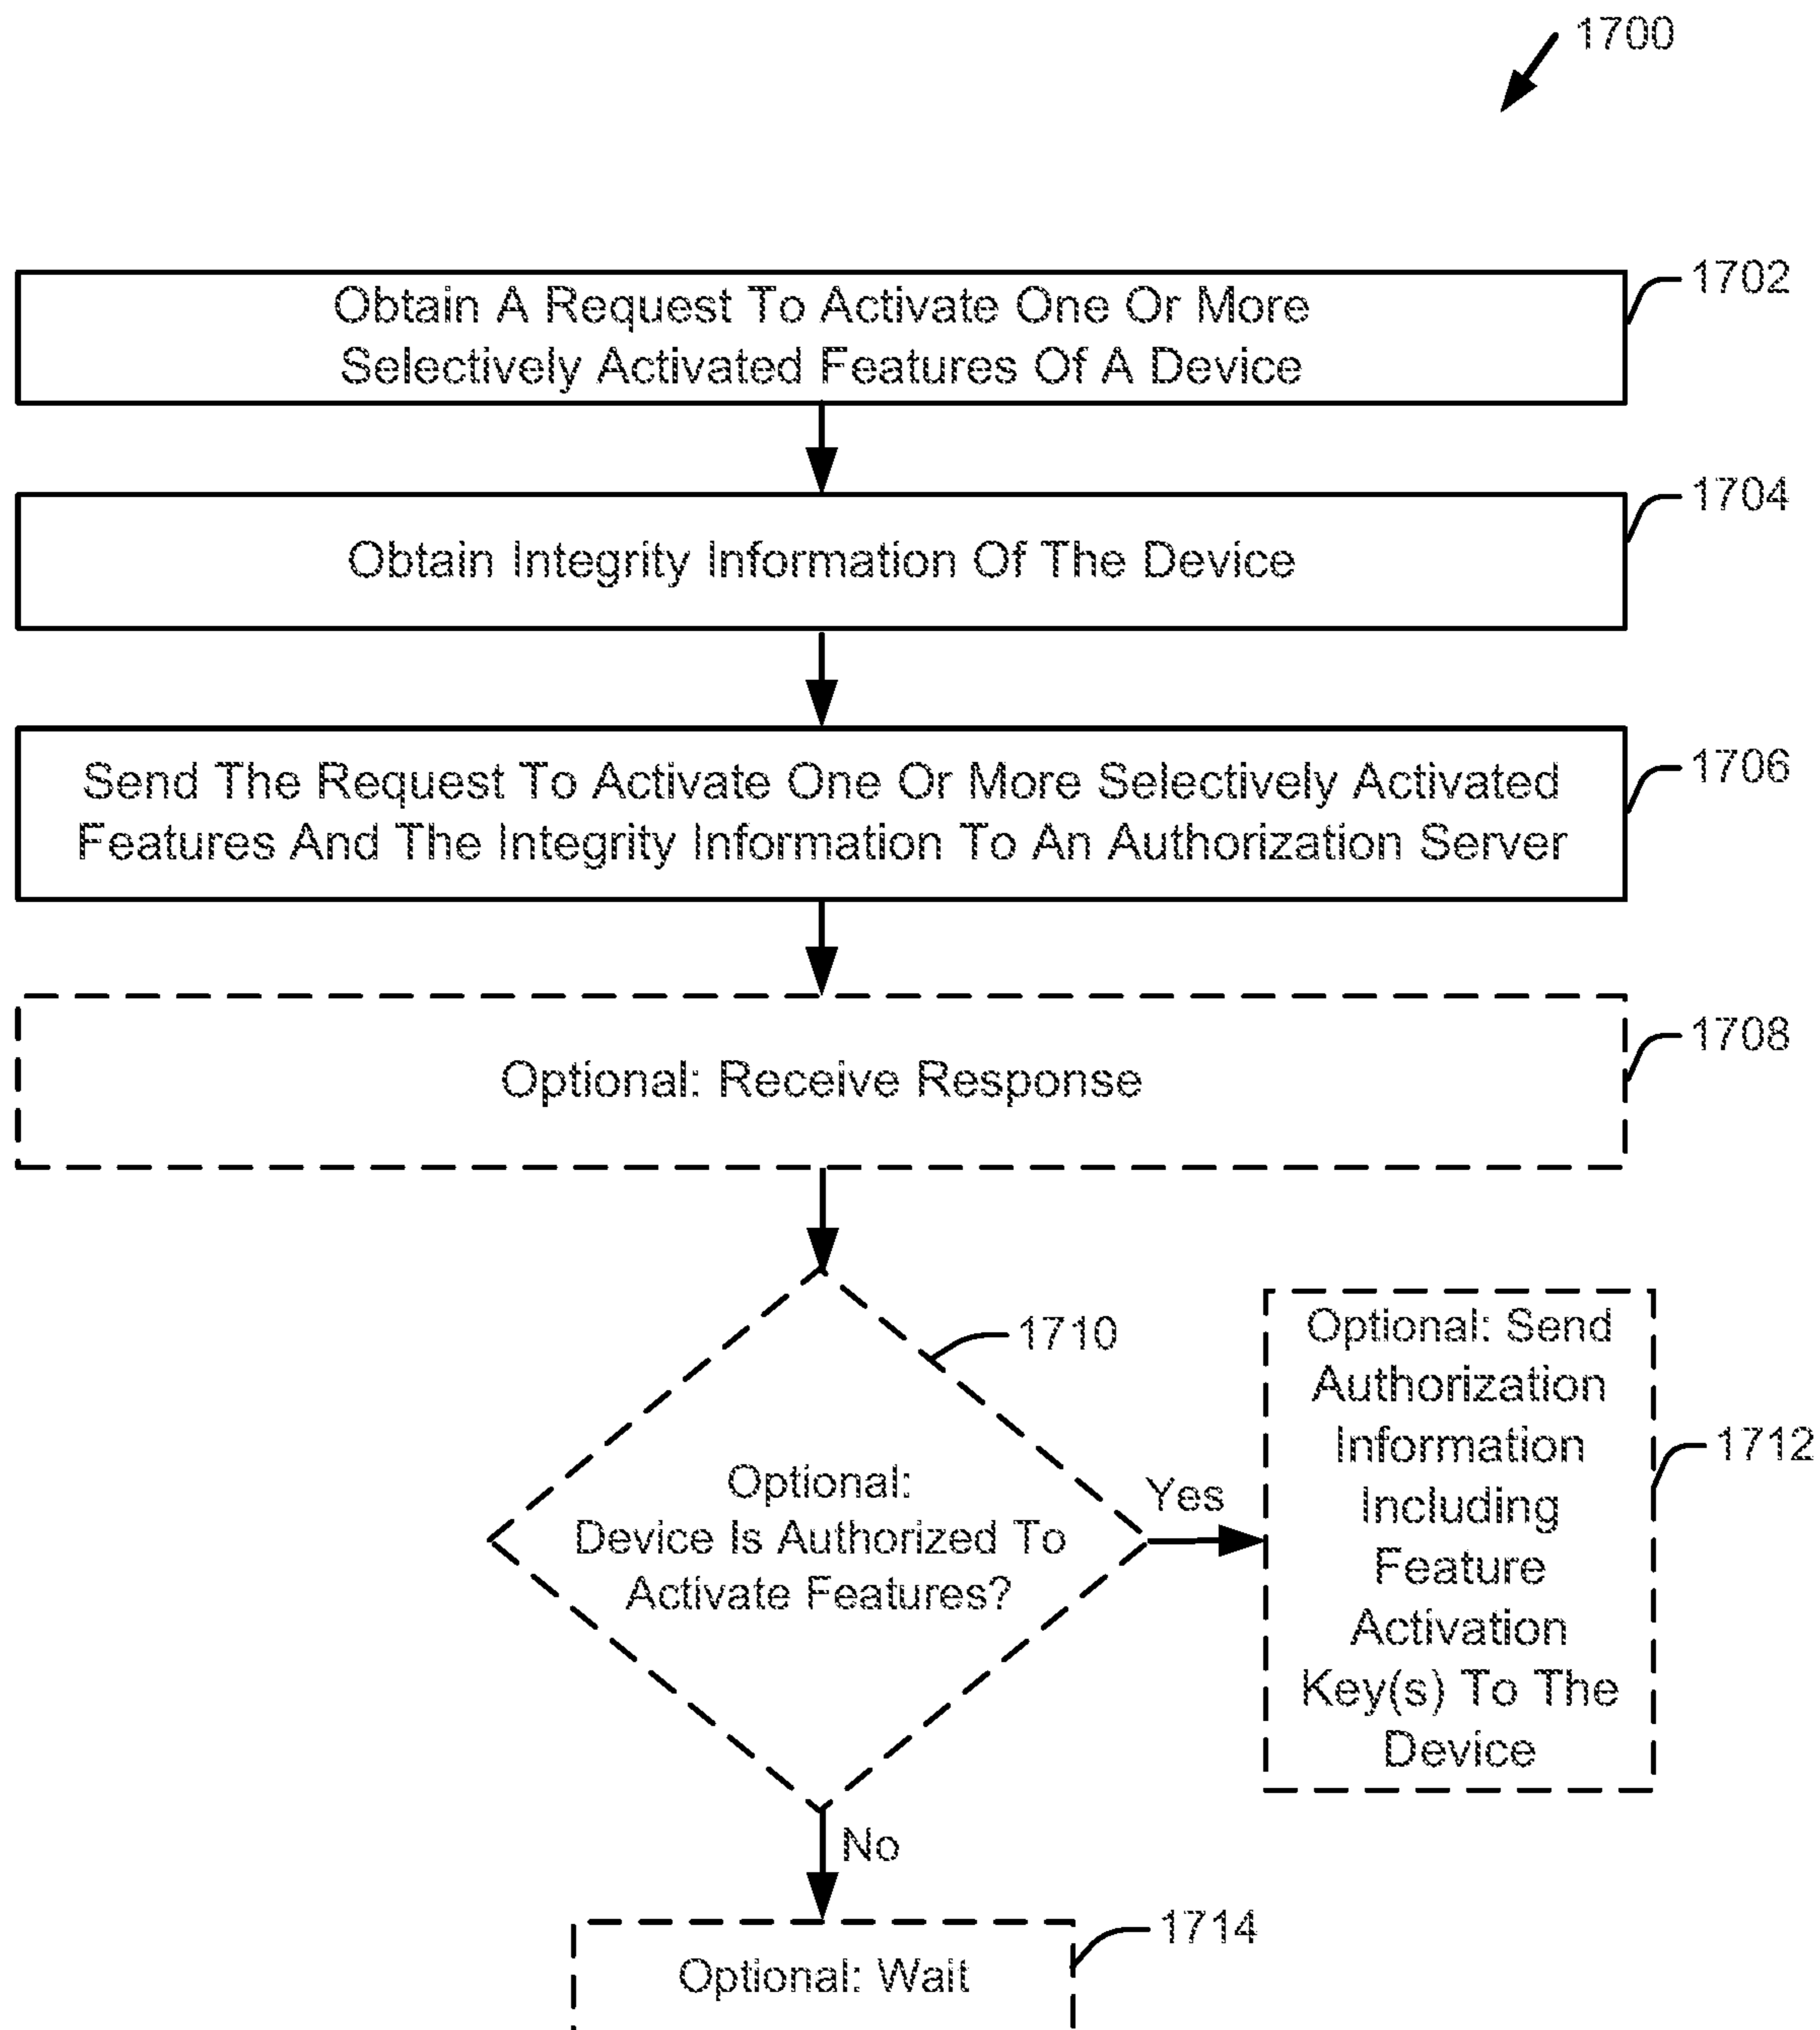 1700
Obtain A Request To Activate One Or More
Selectively Activated Features Of A Device
1702
Obtain Integrity Information Of The Device
1704
Send The Request To Activate One Or More Selectively Activated
Features And The Integrity Information To An Authorization Server
1706
Optional: Receive Response
1708
1710
Optional:
Device Is Authorized To
Activate Features?
Yes
Optional: Send
Authorization
Information
Including
Feature
Activation
Key(s) To The
Device
1712
No
1714
Optional: Wait